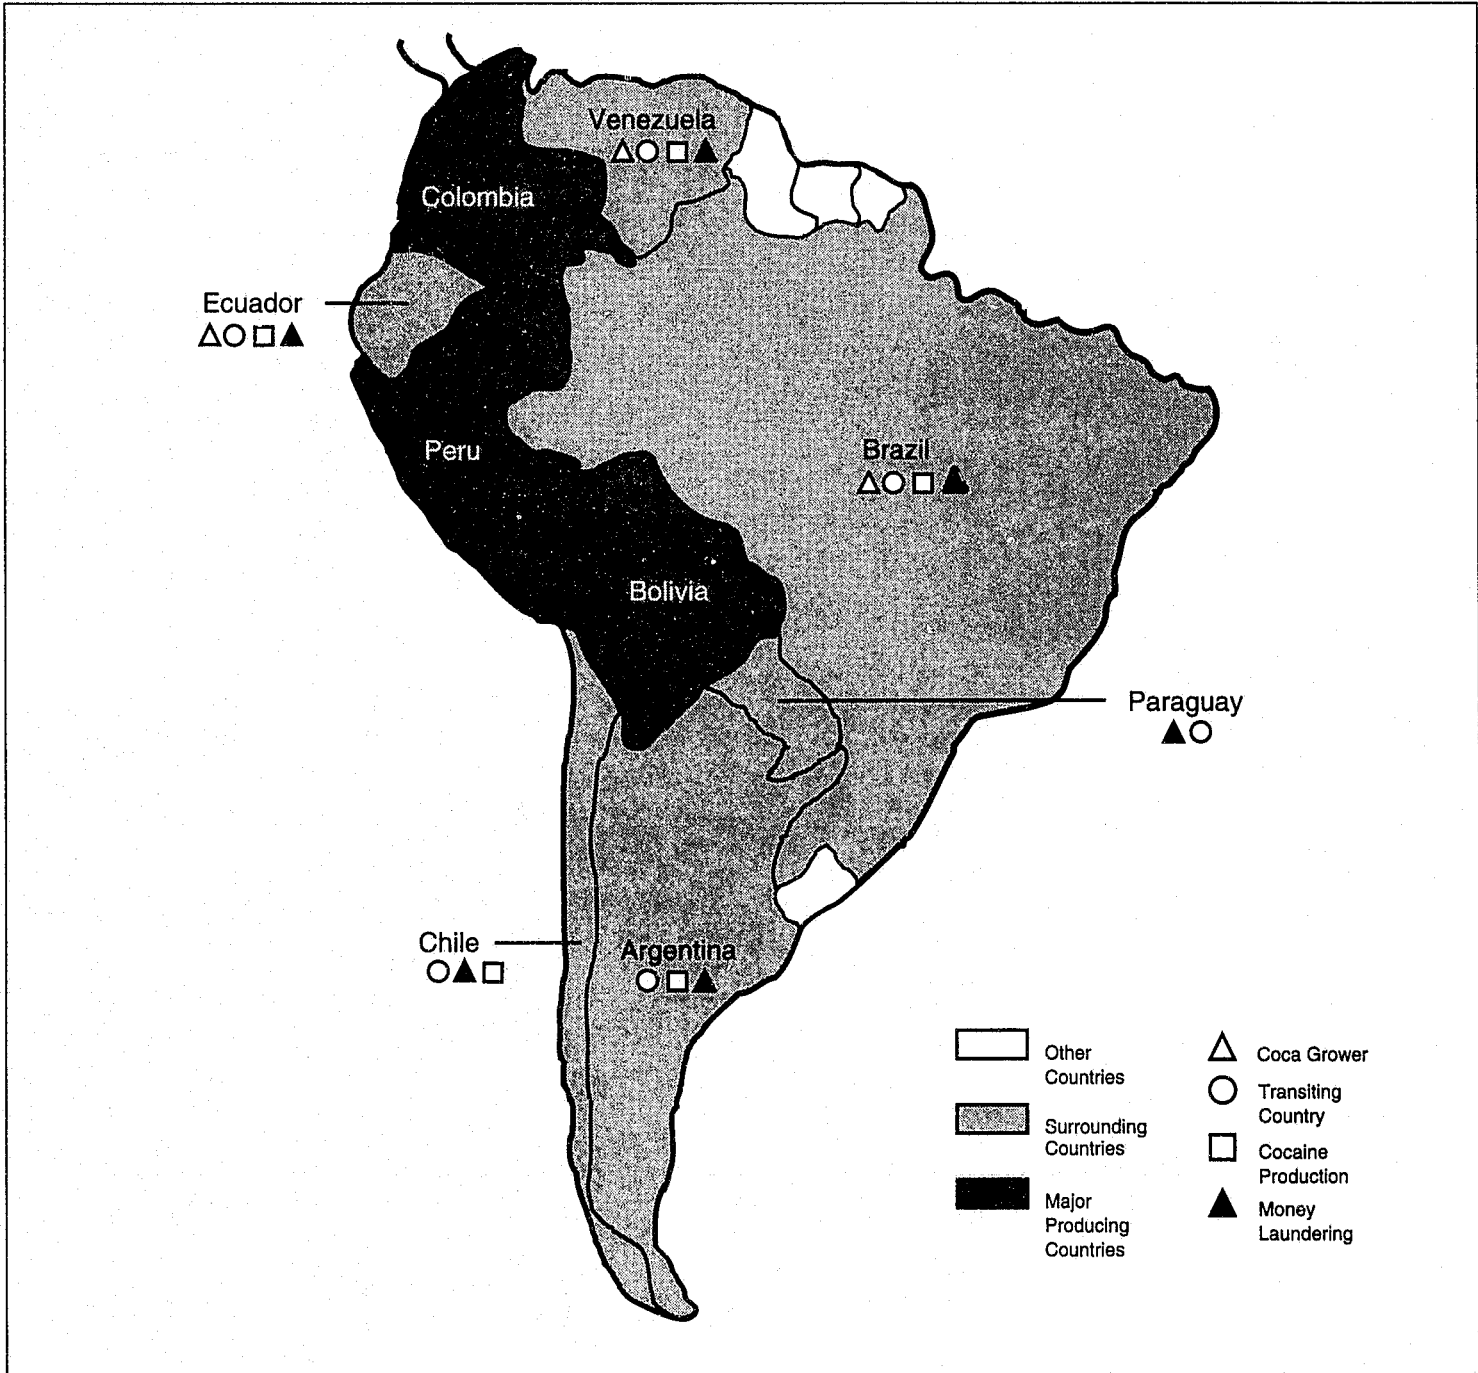 Venezuela
Colombia
Ecuador
Peru
Brazil
Bolivia
Paraguay
Chile
Argentina
Other
Countries
Surrounding
Countries
Major
Producing
Countries
Coca Grower
Transiting
Country
Cocaine
Production
Money
Laundering